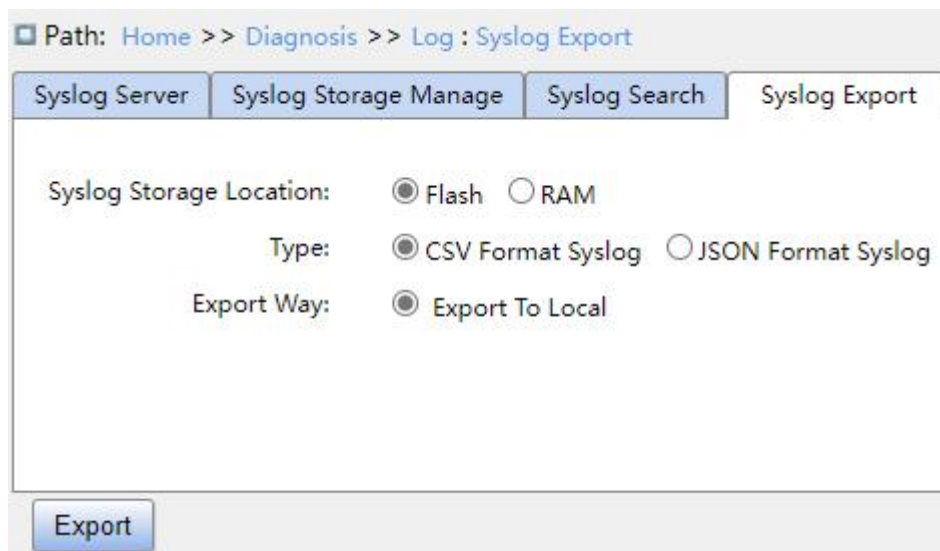 Path: Home >> Diagnosis >> Log : Syslog Export
Syslog Server Syslog Storage Manage Syslog Search Syslog Export
Syslog Storage Location: Flash RAM
Type: CSV Format Syslog JSON Format Syslog
Export Way: Export To Local
Export